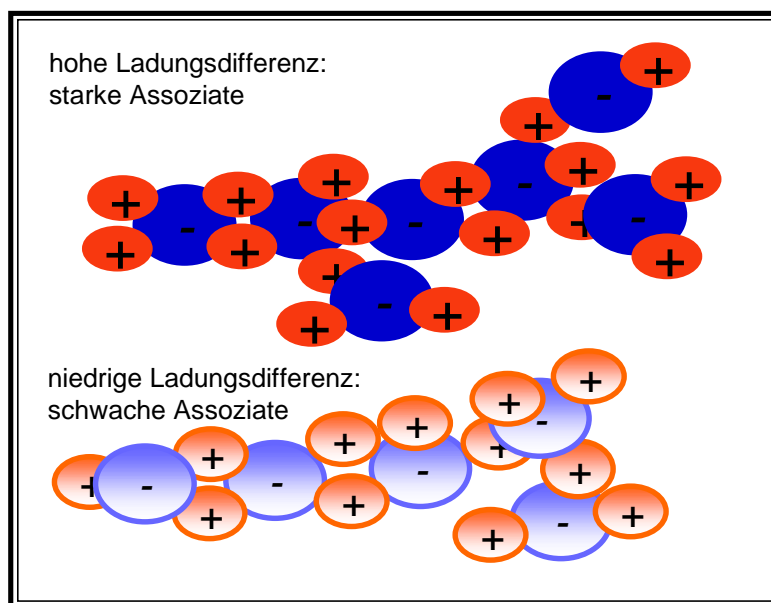 hohe Ladungsdifferenz:
starke Assoziate
+
-
+
+ + - + +
+ +
- - + - + -
+ + + +
+
- +
+
niedrige Ladungsdifferenz:
schwache Assoziate
+
+
-
+ + +
+ - +
+ - -
+ + - +
+